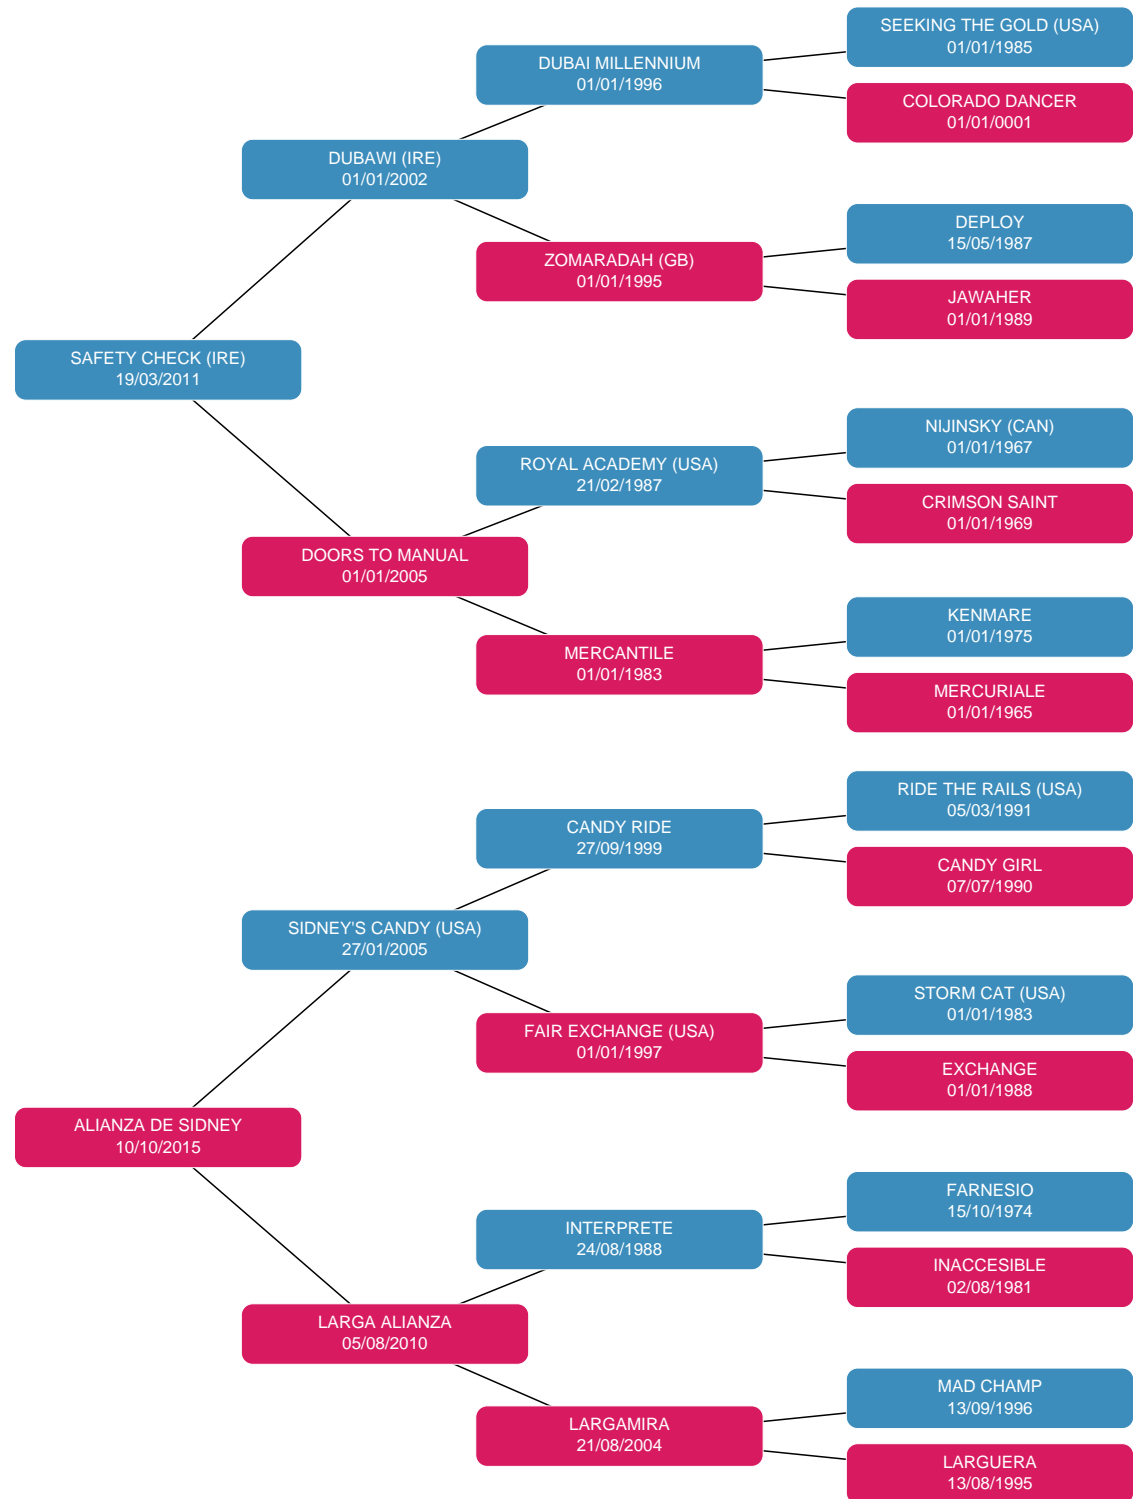 SEEKING THE GOLD (USA)
01/01/1985
DUBAI MILLENNIUM
01/01/1996
COLORADO DANCER
01/01/0001
DUBAWI (IRE)
01/01/2002
DEPLOY
15/05/1987
ZOMARADAH (GB)
01/01/1995
JAWAHER
01/01/1989
SAFETY CHECK (IRE)
19/03/2011
NIJINSKY (CAN)
01/01/1967
ROYAL ACADEMY (USA)
21/02/1987
CRIMSON SAINT
01/01/1969
DOORS TO MANUAL
01/01/2005
KENMARE
01/01/1975
MERCANTILE
01/01/1983
MERCURIALE
01/01/1965
RIDE THE RAILS (USA)
05/03/1991
CANDY RIDE
27/09/1999
CANDY GIRL
07/07/1990
SIDNEY'S CANDY (USA)
27/01/2005
STORM CAT (USA)
01/01/1983
FAIR EXCHANGE (USA)
01/01/1997
EXCHANGE
01/01/1988
ALIANZA DE SIDNEY
10/10/2015
FARNESIO
15/10/1974
INTERPRETE
24/08/1988
INACCESIBLE
02/08/1981
LARGA ALIANZA
05/08/2010
MAD CHAMP
13/09/1996
LARGAMIRA
21/08/2004
LARGUERA
13/08/1995